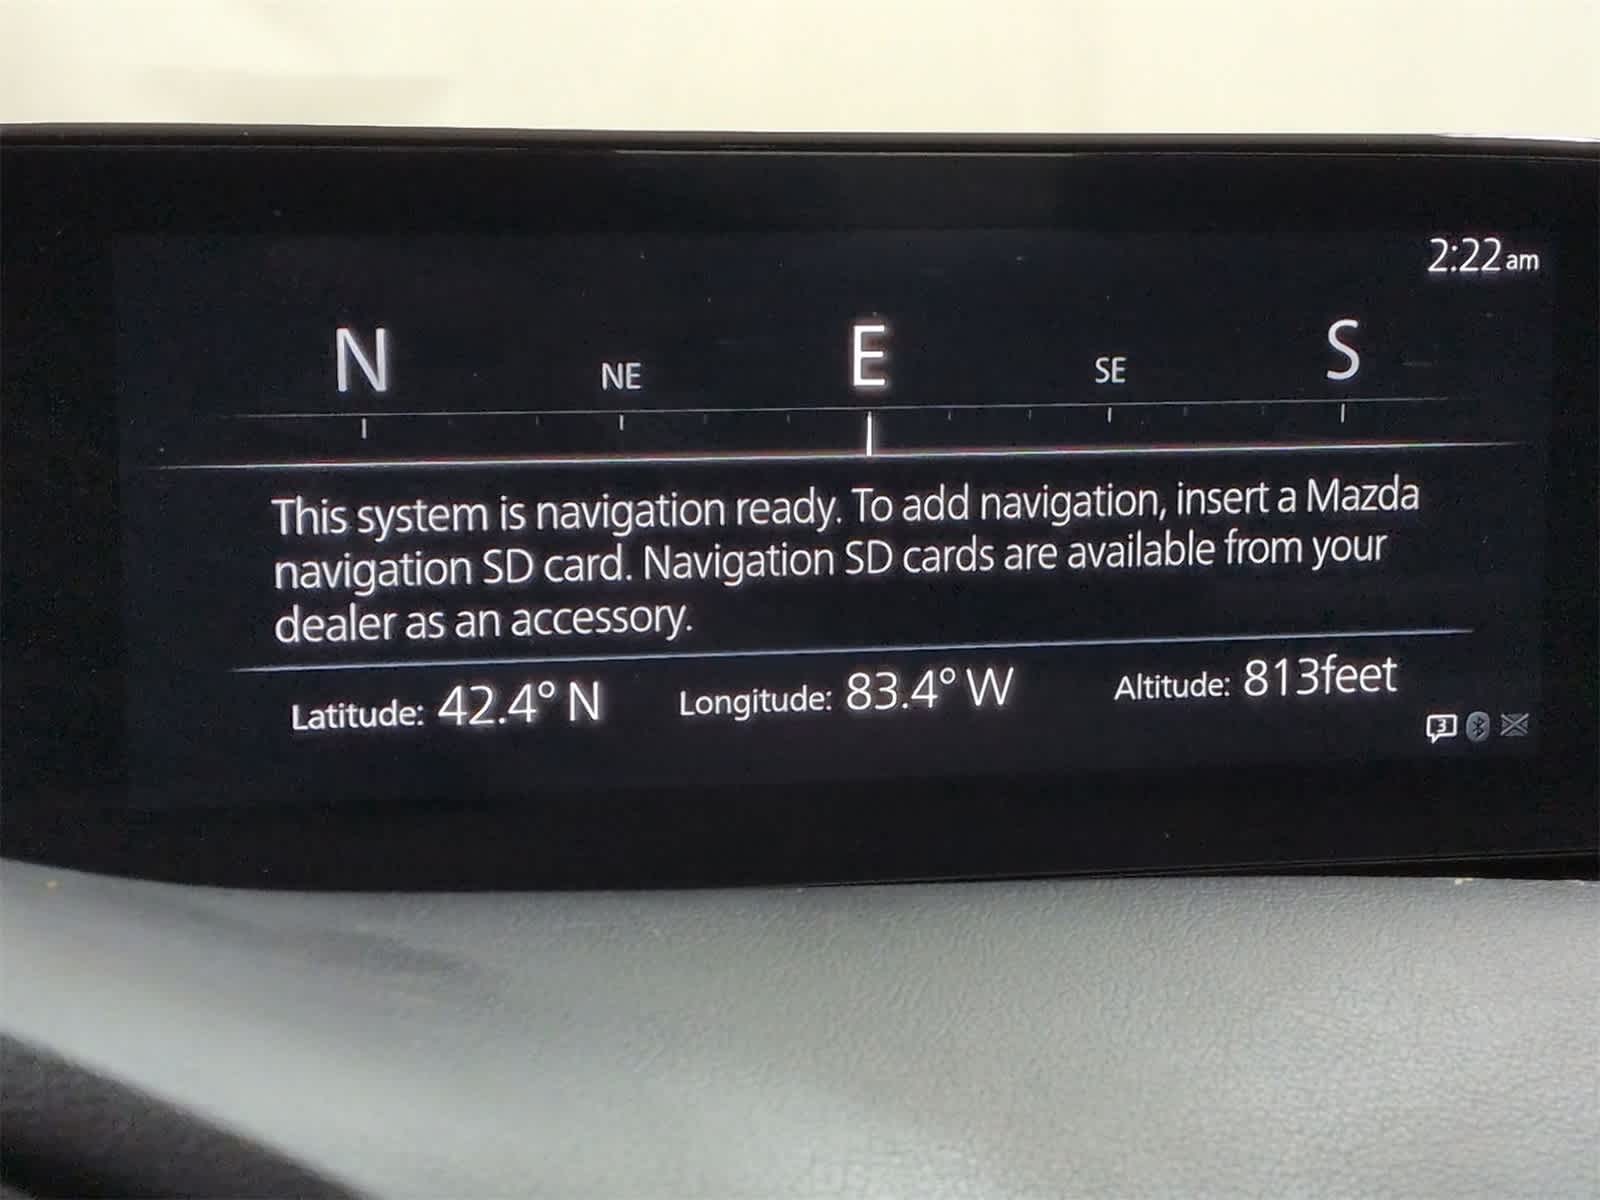 2:22 am
N NE E SE S
This system is navigation ready. To add navigation, insert a Mazda
navigation SD card. Navigation SD cards are available from your
dealer as an accessory.
Latitude: 42.4° N Longitude: 83.4° W Altitude: 813feet
3